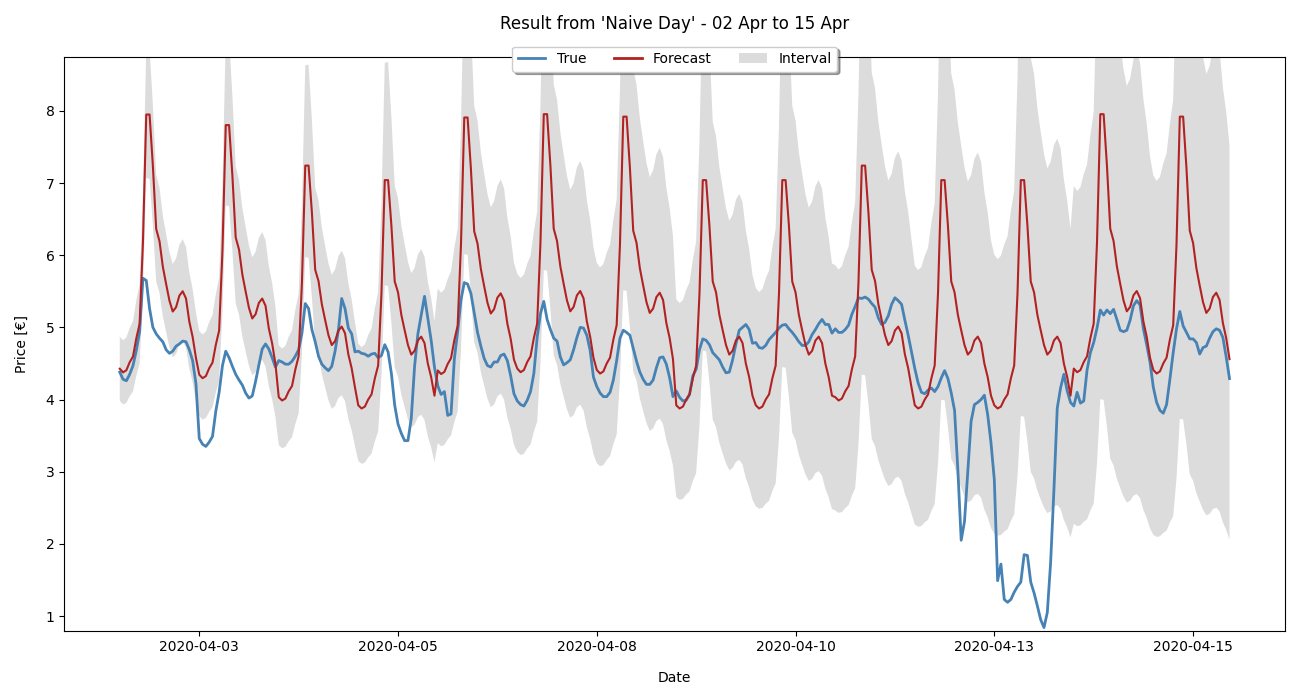 Result from 'Naive Day' - 02 Apr to 15 Apr
True Forecast Interval
Price [€]
8
7
6
5
4
3
2
1
2020-04-03 2020-04-05 2020-04-08 2020-04-10 2020-04-13 2020-04-15
Date